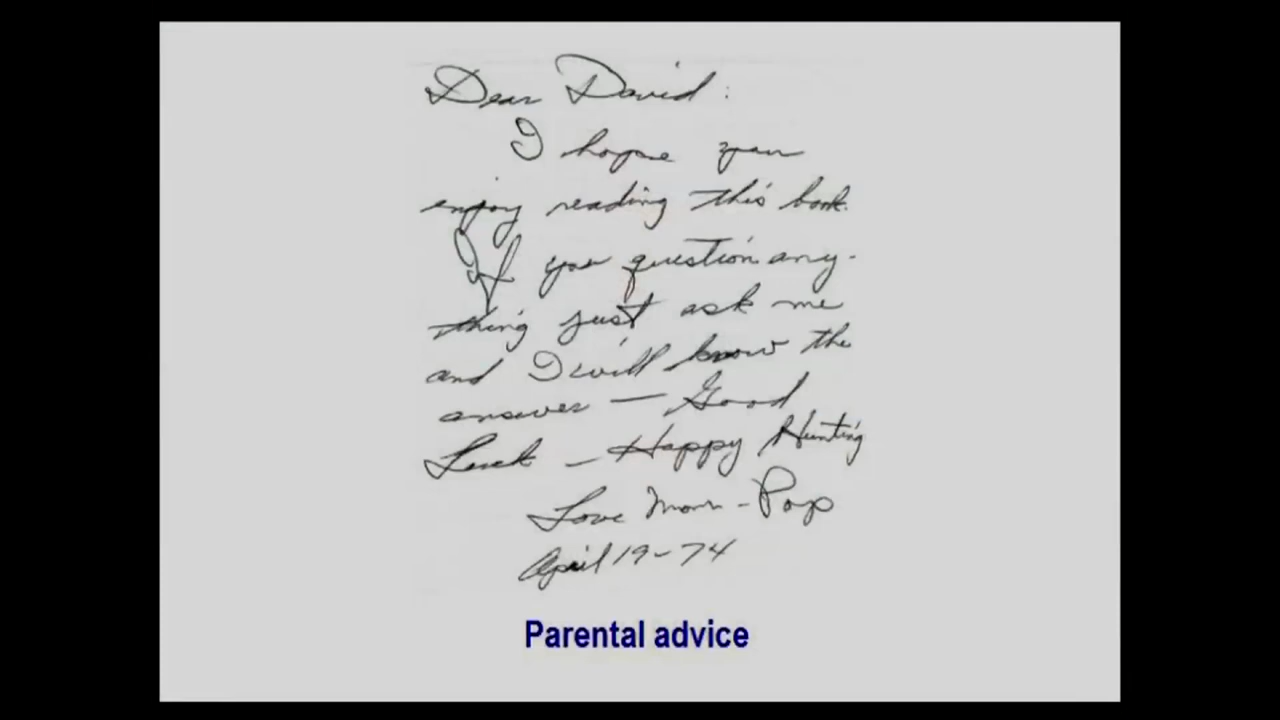 Dear David:
I hope you
enjoy reading this book.
If you question any-
thing just ask me
and I will know the
answer — Good
Luck — Happy Hunting
Love Mom - Pop
April 19-74
Parental advice